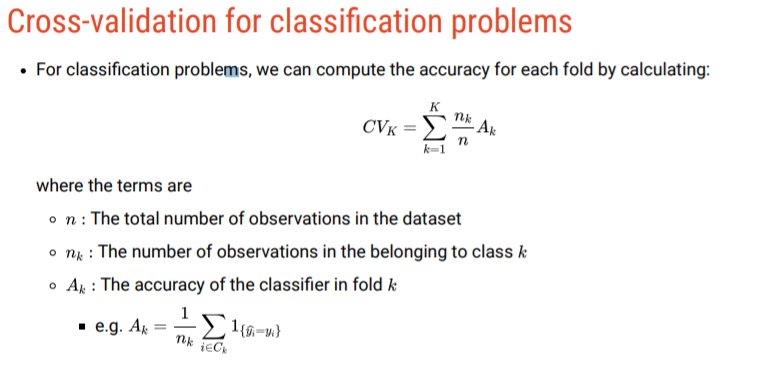 Cross-validation for classification problems
• For classification problems, we can compute the accuracy for each fold by calculating:
$CV_K = \sum_{k=1}^{K} \frac{n_k}{n} A_k$
where the terms are
∘ $n$ : The total number of observations in the dataset
∘ $n_k$ : The number of observations in the belonging to class $k$
∘ $A_k$ : The accuracy of the classifier in fold $k$
▪ e.g. $A_k = \frac{1}{n_k} \sum_{i \in C_k} 1_{\{\hat{y}_i = y_i\}}$